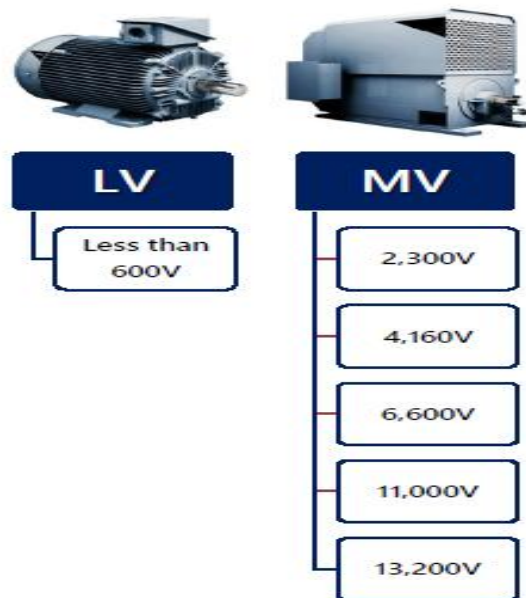 LV
Less than
600V
MV
2,300V
4,160V
6,600V
11,000V
13,200V